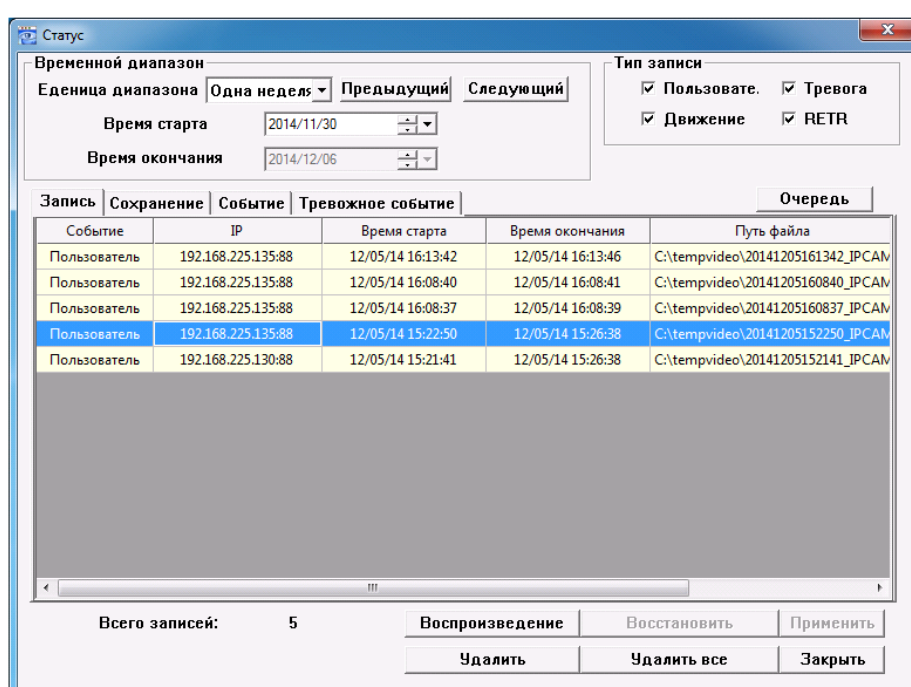 Статус
Временной диапазон
Еденица диапазона Одна неделя Предыдущий Следующий
Время старта 2014/11/30
Время окончания 2014/12/06
Тип записи
Пользовате. Тревога
Движение RETR
Запись Сохранение Событие Тревожное событие Очередь
Событие IP Время старта Время окончания Путь файла
Пользователь 192.168.225.135:88 12/05/14 16:13:42 12/05/14 16:13:46 C:\tempvideo\20141205161342_IPCAM
Пользователь 192.168.225.135:88 12/05/14 16:08:40 12/05/14 16:08:41 C:\tempvideo\20141205160840_IPCAM
Пользователь 192.168.225.135:88 12/05/14 16:08:37 12/05/14 16:08:39 C:\tempvideo\20141205160837_IPCAM
Пользователь 192.168.225.135:88 12/05/14 15:22:50 12/05/14 15:26:38 C:\tempvideo\20141205152250_IPCAM
Пользователь 192.168.225.130:88 12/05/14 15:21:41 12/05/14 15:26:38 C:\tempvideo\20141205152141_IPCAM
Всего записей: 5 Воспроизведение Восстановить Применить
Удалить Удалить все Закрыть